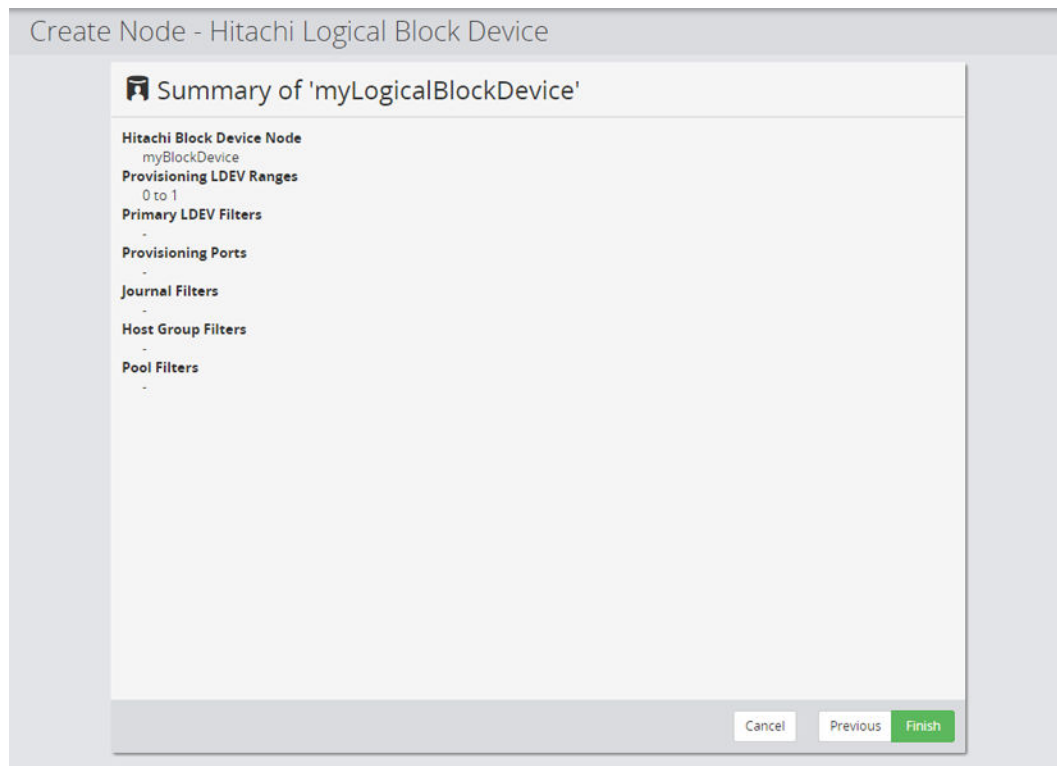 Create Node - Hitachi Logical Block Device
Summary of 'myLogicalBlockDevice'
Hitachi Block Device Node
myBlockDevice
Provisioning LDEV Ranges
0 to 1
Primary LDEV Filters
-
Provisioning Ports
-
Journal Filters
-
Host Group Filters
-
Pool Filters
-
Cancel Previous Finish